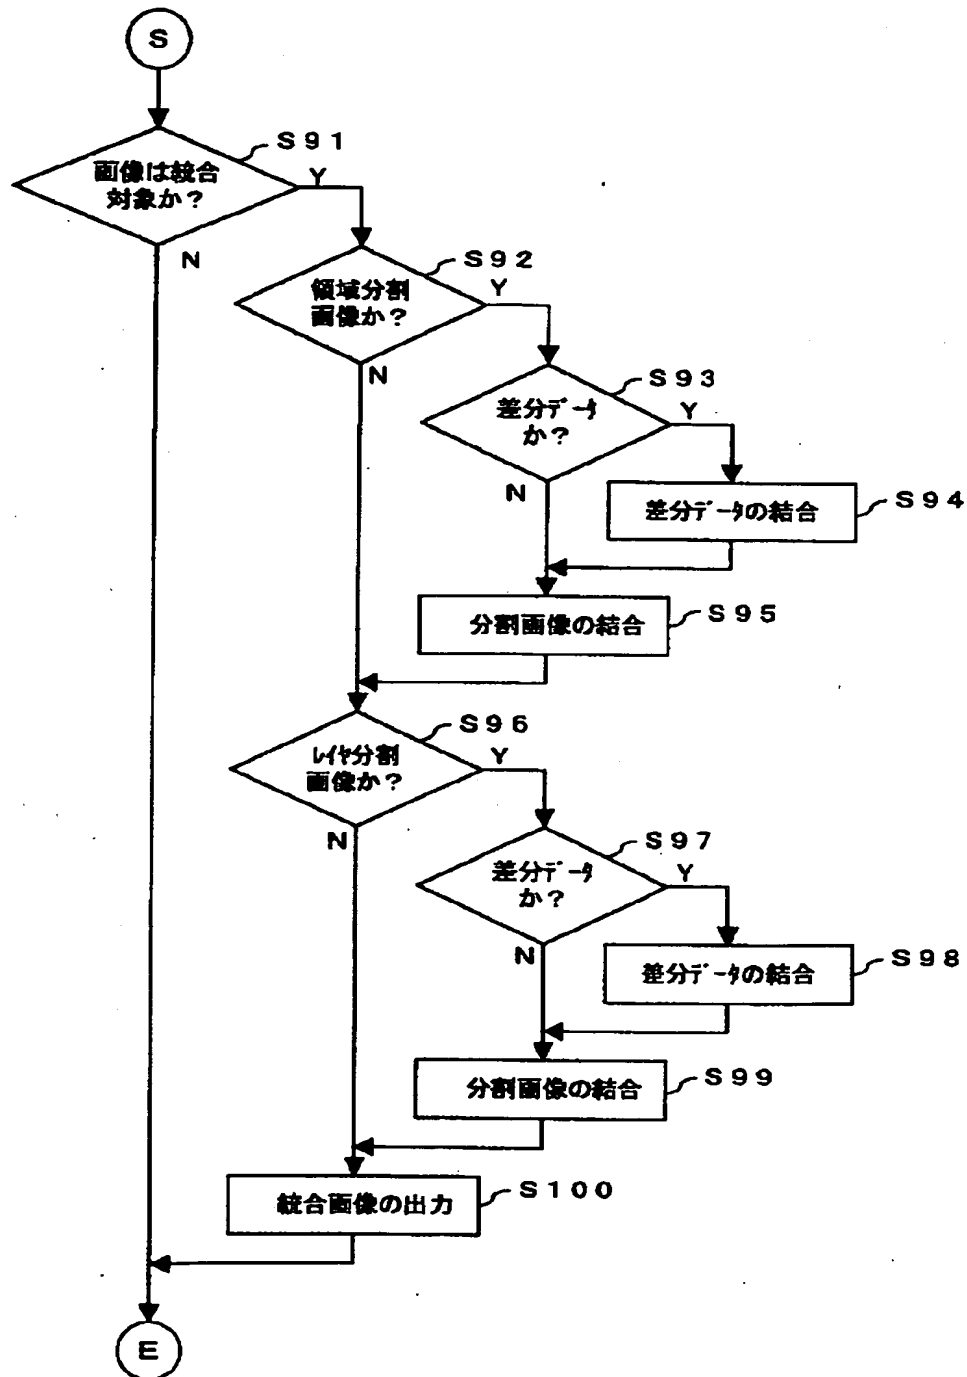 S
S91
画像は統合
対象か？
Y
N
S92
領域分割
画像か？
Y
N
S93
差分ﾃﾞｰﾀ
か？
Y
N
差分ﾃﾞｰﾀの結合
S94
分割画像の結合
S95
S96
ﾚｲﾔ分割
画像か？
Y
N
S97
差分ﾃﾞｰﾀ
か？
Y
N
差分ﾃﾞｰﾀの結合
S98
分割画像の結合
S99
統合画像の出力
S100
E